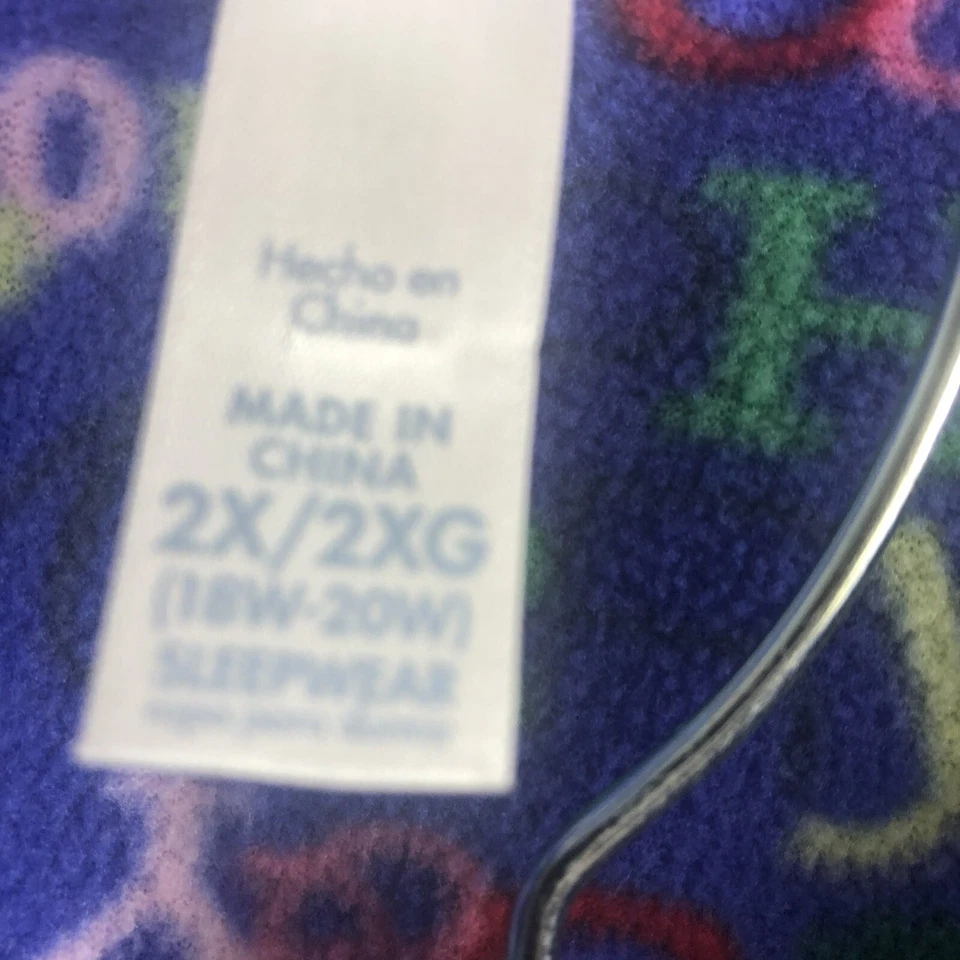 Hecho en
China
MADE IN
CHINA
2X/2XG
(18W-20W)
SLEEPWEAR